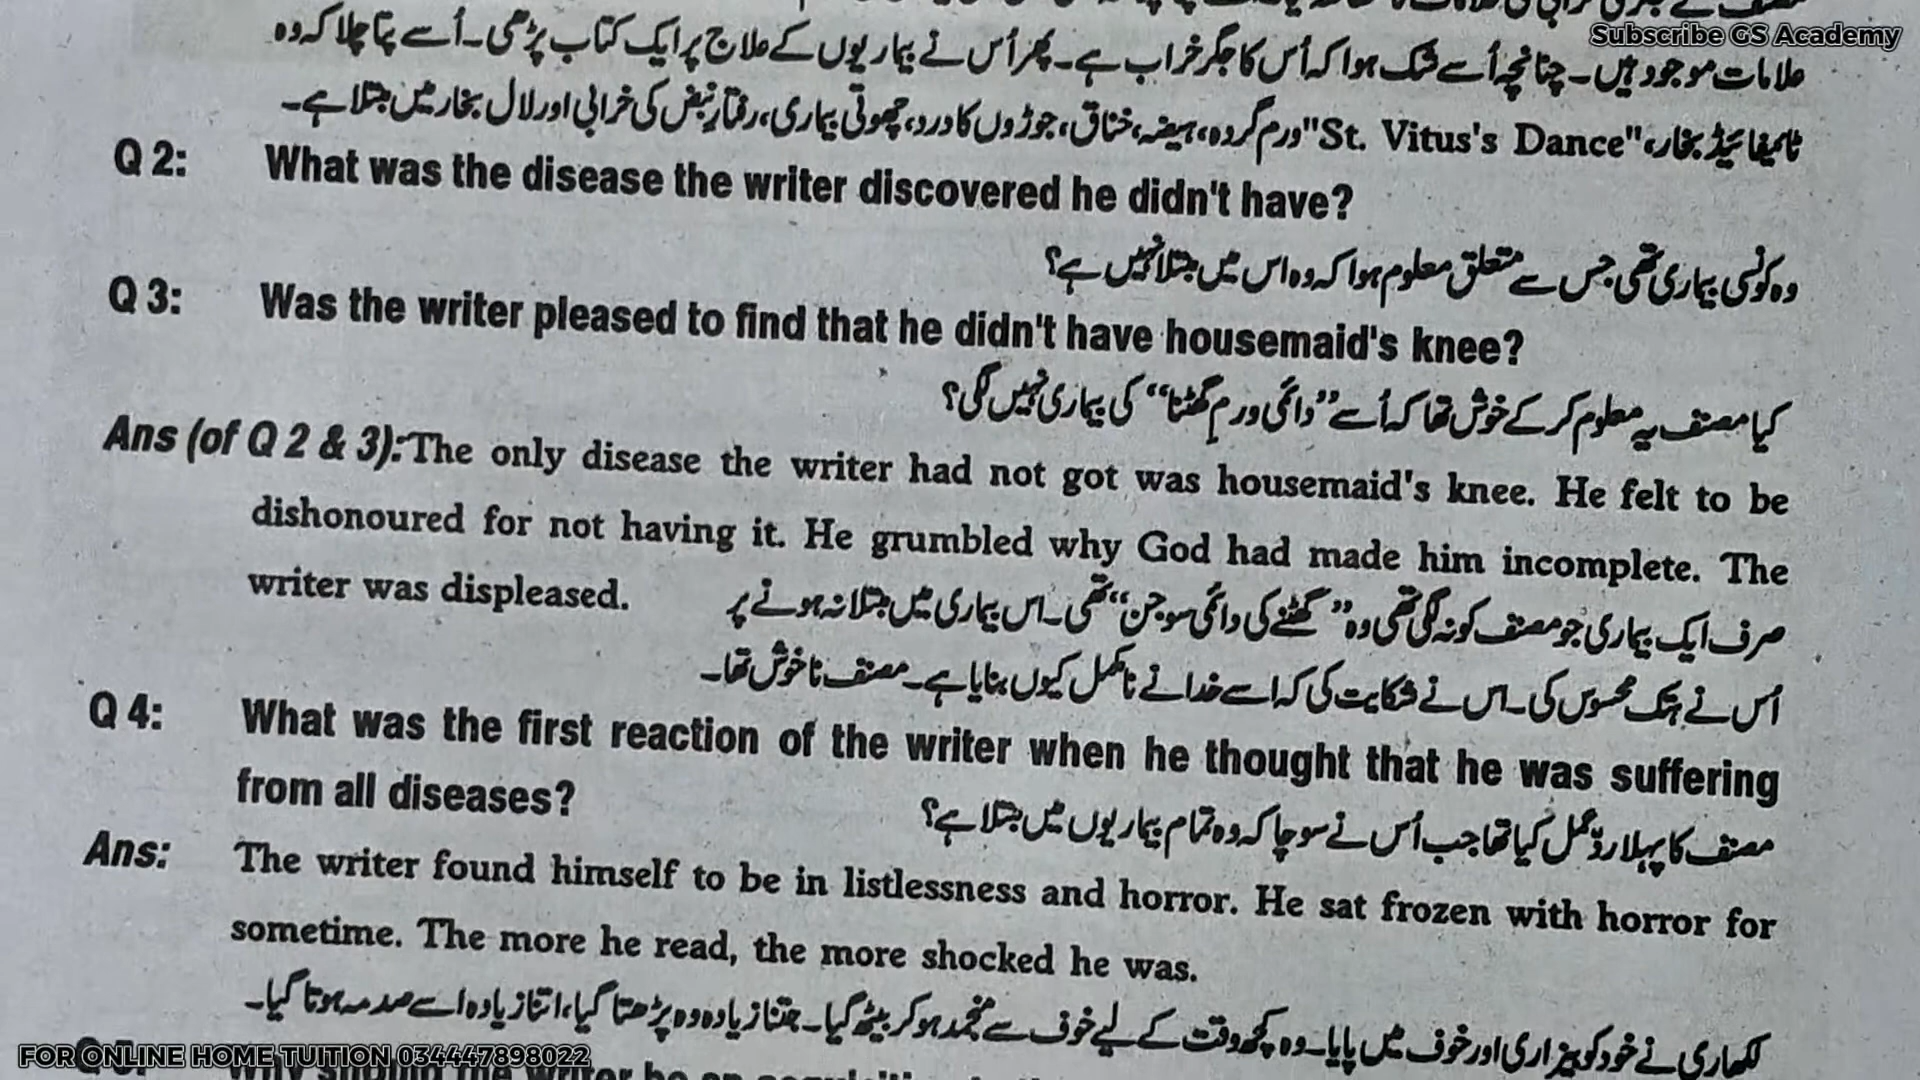 Subscribe GS Academy
علامات موجود ہیں۔ چنانچہ اُسے شک ہوا کہ اُس کا جگر خراب ہے۔ پھر اُس نے بیماریوں کے علاج پر ایک کتاب پڑھی۔ اُسے پتا چلا کہ وہ
ٹائیفائیڈ بخار، "St. Vitus's Dance" ورم گردہ، ہیضہ، خناق، جوڑوں کا درد، چھوتی بیماری، رفتار نبض کی خرابی اور لال بخار میں مبتلا ہے۔
Q 2: What was the disease the writer discovered he didn't have?
وہ کونسی بیماری تھی جس سے متعلق معلوم ہوا کہ وہ اس میں مبتلا نہیں ہے؟
Q 3: Was the writer pleased to find that he didn't have housemaid's knee?
کیا مصنف یہ معلوم کر کے خوش تھا کہ اُسے ”دائمی ورمِ گھٹنا“ کی بیماری نہیں لگی؟
Ans (of Q 2 & 3): The only disease the writer had not got was housemaid's knee. He felt to be
dishonoured for not having it. He grumbled why God had made him incomplete. The
writer was displeased.
صرف ایک بیماری جو مصنف کو نہ لگی تھی وہ ”گھٹنے کی دائمی سوجن“ تھی۔ اس بیماری میں مبتلا نہ ہونے پر
اُس نے ہتک محسوس کی۔ اس نے شکایت کی کہ اسے خدا نے نامکمل کیوں بنایا ہے۔ مصنف ناخوش تھا۔
Q 4: What was the first reaction of the writer when he thought that he was suffering
from all diseases?
مصنف کا پہلا ردِّ عمل کیا تھا جب اُس نے سوچا کہ وہ تمام بیماریوں میں مبتلا ہے؟
Ans: The writer found himself to be in listlessness and horror. He sat frozen with horror for
sometime. The more he read, the more shocked he was.
لکھاری نے خود کو بیزاری اور خوف میں پایا۔ وہ کچھ وقت کے لیے خوف سے منجمد ہو کر بیٹھ گیا۔ جتنا زیادہ وہ پڑھتا گیا، اتنا زیادہ اسے صدمہ ہوتا گیا۔
FOR ONLINE HOME TUITION 034447898022